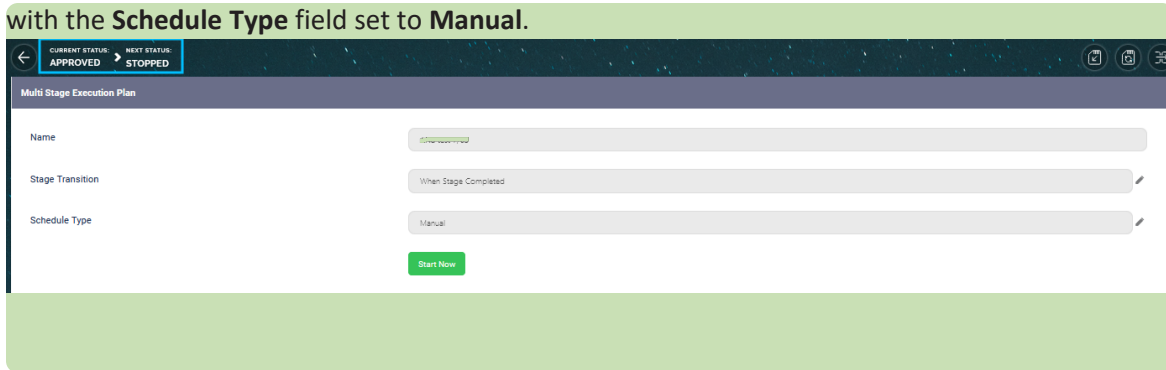 with the Schedule Type field set to Manual.
CURRENT STATUS: NEXT STATUS:
APPROVED > STOPPED
Multi Stage Execution Plan
Name
Stage Transition
When Stage Completed
Schedule Type
Manual
Start Now